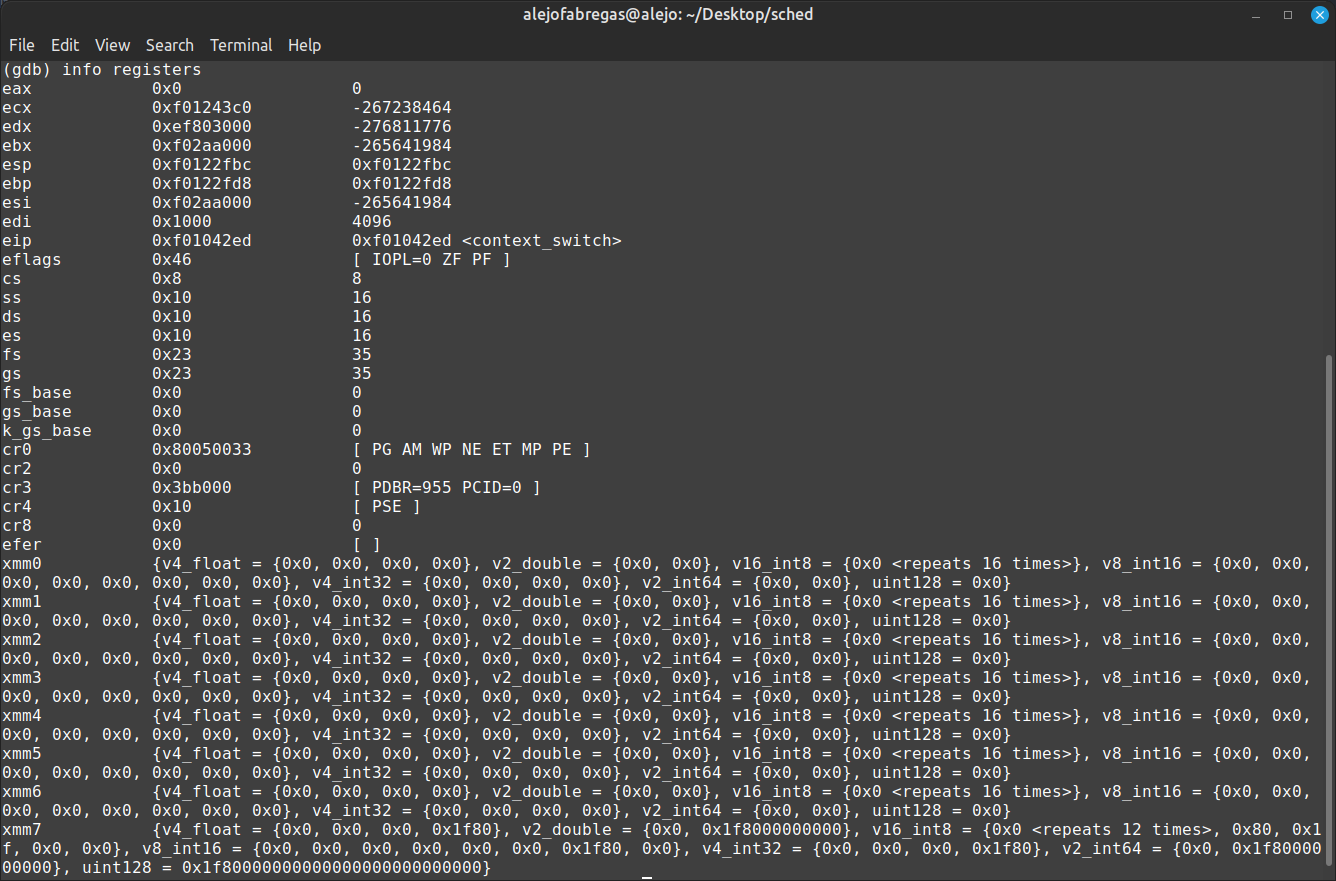 alejofabregas@alejo: ~/Desktop/sched
File Edit View Search Terminal Help
(gdb) info registers
eax 0x0 0
ecx 0xf01243c0 -267238464
edx 0xef803000 -276811776
ebx 0xf02aa000 -265641984
esp 0xf0122fbc 0xf0122fbc
ebp 0xf0122fd8 0xf0122fd8
esi 0xf02aa000 -265641984
edi 0x1000 4096
eip 0xf01042ed 0xf01042ed <context_switch>
eflags 0x46 [ IOPL=0 ZF PF ]
cs 0x8 8
ss 0x10 16
ds 0x10 16
es 0x10 16
fs 0x23 35
gs 0x23 35
fs_base 0x0 0
gs_base 0x0 0
k_gs_base 0x0 0
cr0 0x80050033 [ PG AM WP NE ET MP PE ]
cr2 0x0 0
cr3 0x3bb000 [ PDBR=955 PCID=0 ]
cr4 0x10 [ PSE ]
cr8 0x0 0
efer 0x0 [ ]
xmm0 {v4_float = {0x0, 0x0, 0x0, 0x0}, v2_double = {0x0, 0x0}, v16_int8 = {0x0 <repeats 16 times>}, v8_int16 = {0x0, 0x0,
0x0, 0x0, 0x0, 0x0, 0x0, 0x0}, v4_int32 = {0x0, 0x0, 0x0, 0x0}, v2_int64 = {0x0, 0x0}, uint128 = 0x0}
xmm1 {v4_float = {0x0, 0x0, 0x0, 0x0}, v2_double = {0x0, 0x0}, v16_int8 = {0x0 <repeats 16 times>}, v8_int16 = {0x0, 0x0,
0x0, 0x0, 0x0, 0x0, 0x0, 0x0}, v4_int32 = {0x0, 0x0, 0x0, 0x0}, v2_int64 = {0x0, 0x0}, uint128 = 0x0}
xmm2 {v4_float = {0x0, 0x0, 0x0, 0x0}, v2_double = {0x0, 0x0}, v16_int8 = {0x0 <repeats 16 times>}, v8_int16 = {0x0, 0x0,
0x0, 0x0, 0x0, 0x0, 0x0, 0x0}, v4_int32 = {0x0, 0x0, 0x0, 0x0}, v2_int64 = {0x0, 0x0}, uint128 = 0x0}
xmm3 {v4_float = {0x0, 0x0, 0x0, 0x0}, v2_double = {0x0, 0x0}, v16_int8 = {0x0 <repeats 16 times>}, v8_int16 = {0x0, 0x0,
0x0, 0x0, 0x0, 0x0, 0x0, 0x0}, v4_int32 = {0x0, 0x0, 0x0, 0x0}, v2_int64 = {0x0, 0x0}, uint128 = 0x0}
xmm4 {v4_float = {0x0, 0x0, 0x0, 0x0}, v2_double = {0x0, 0x0}, v16_int8 = {0x0 <repeats 16 times>}, v8_int16 = {0x0, 0x0,
0x0, 0x0, 0x0, 0x0, 0x0, 0x0}, v4_int32 = {0x0, 0x0, 0x0, 0x0}, v2_int64 = {0x0, 0x0}, uint128 = 0x0}
xmm5 {v4_float = {0x0, 0x0, 0x0, 0x0}, v2_double = {0x0, 0x0}, v16_int8 = {0x0 <repeats 16 times>}, v8_int16 = {0x0, 0x0,
0x0, 0x0, 0x0, 0x0, 0x0, 0x0}, v4_int32 = {0x0, 0x0, 0x0, 0x0}, v2_int64 = {0x0, 0x0}, uint128 = 0x0}
xmm6 {v4_float = {0x0, 0x0, 0x0, 0x0}, v2_double = {0x0, 0x0}, v16_int8 = {0x0 <repeats 16 times>}, v8_int16 = {0x0, 0x0,
0x0, 0x0, 0x0, 0x0, 0x0, 0x0}, v4_int32 = {0x0, 0x0, 0x0, 0x0}, v2_int64 = {0x0, 0x0}, uint128 = 0x0}
xmm7 {v4_float = {0x0, 0x0, 0x0, 0x1f80}, v2_double = {0x0, 0x1f8000000000}, v16_int8 = {0x0 <repeats 12 times>, 0x80, 0x1
f, 0x0, 0x0}, v8_int16 = {0x0, 0x0, 0x0, 0x0, 0x0, 0x0, 0x1f80, 0x0}, v4_int32 = {0x0, 0x0, 0x0, 0x1f80}, v2_int64 = {0x0, 0x1f80000
00000}, uint128 = 0x1f80000000000000000000000000}